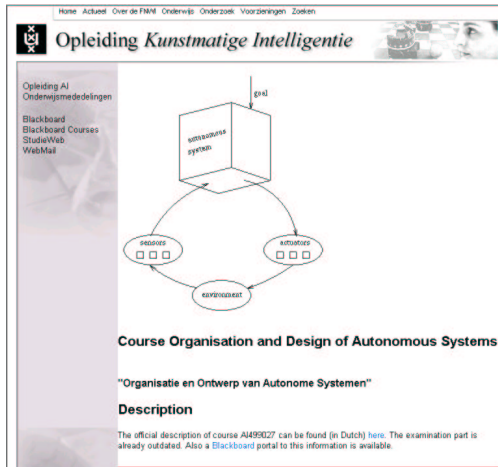 Home Actueel Over de FNWI Onderwijs Onderzoek Voorzieningen Zoeken
Opleiding Kunstmatige Intelligentie
Opleiding AI
Onderwijsmededelingen
Blackboard
Blackboard Courses
StudieWeb
WebMail
goal
autonomous
system
sensors
actuators
environment
Course Organisation and Design of Autonomous Systems
"Organisatie en Ontwerp van Autonome Systemen"
Description
The official description of course AI499027 can be found (in Dutch) here. The examination part is
already outdated. Also a Blackboard portal to this information is available.